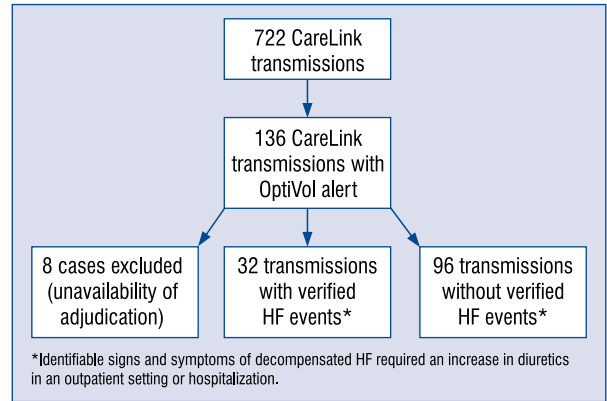 722 CareLink
transmissions
136 CareLink
transmissions with
OptiVol alert
8 cases excluded
(unavailability of
adjudication)
32 transmissions
with verified
HF events*
96 transmissions
without verified
HF events*
*Identifiable signs and symptoms of decompensated HF required an increase in diuretics
in an outpatient setting or hospitalization.